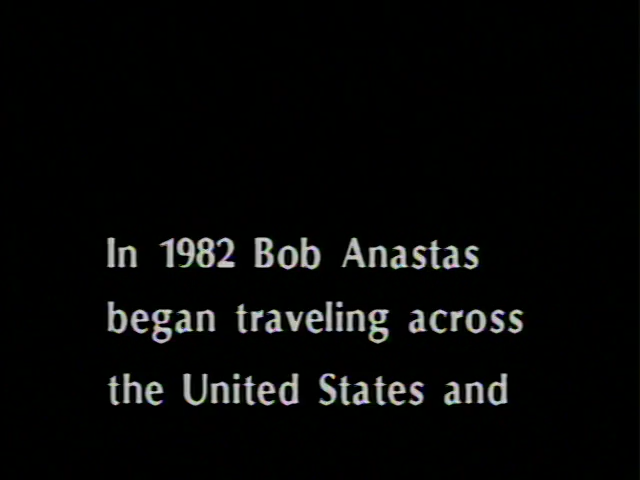 In 1982 Bob Anastas
began traveling across
the United States and